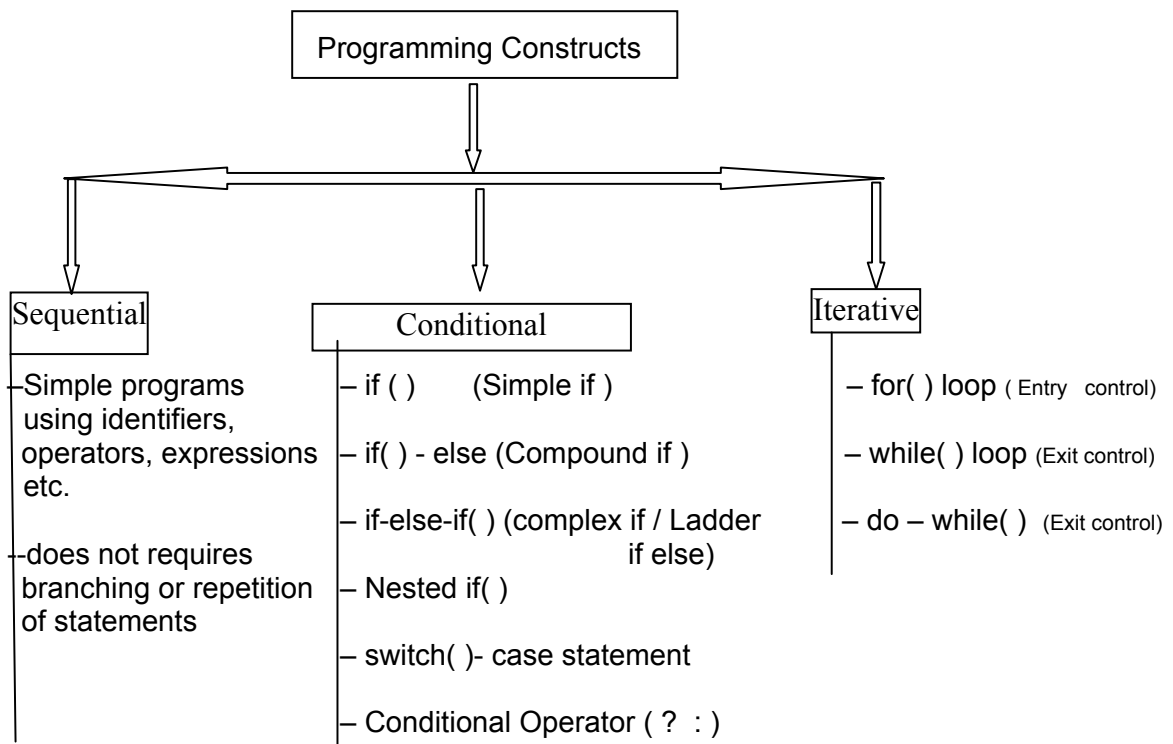 Programming Constructs
Sequential
–Simple programs
using identifiers,
operators, expressions
etc.
--does not requires
branching or repetition
of statements
Conditional
– if ( ) (Simple if )
– if( ) - else (Compound if )
– if-else-if( ) (complex if / Ladder
if else)
– Nested if( )
– switch( )- case statement
– Conditional Operator ( ? : )
Iterative
– for( ) loop ( Entry control)
– while( ) loop (Exit control)
– do – while( ) (Exit control)